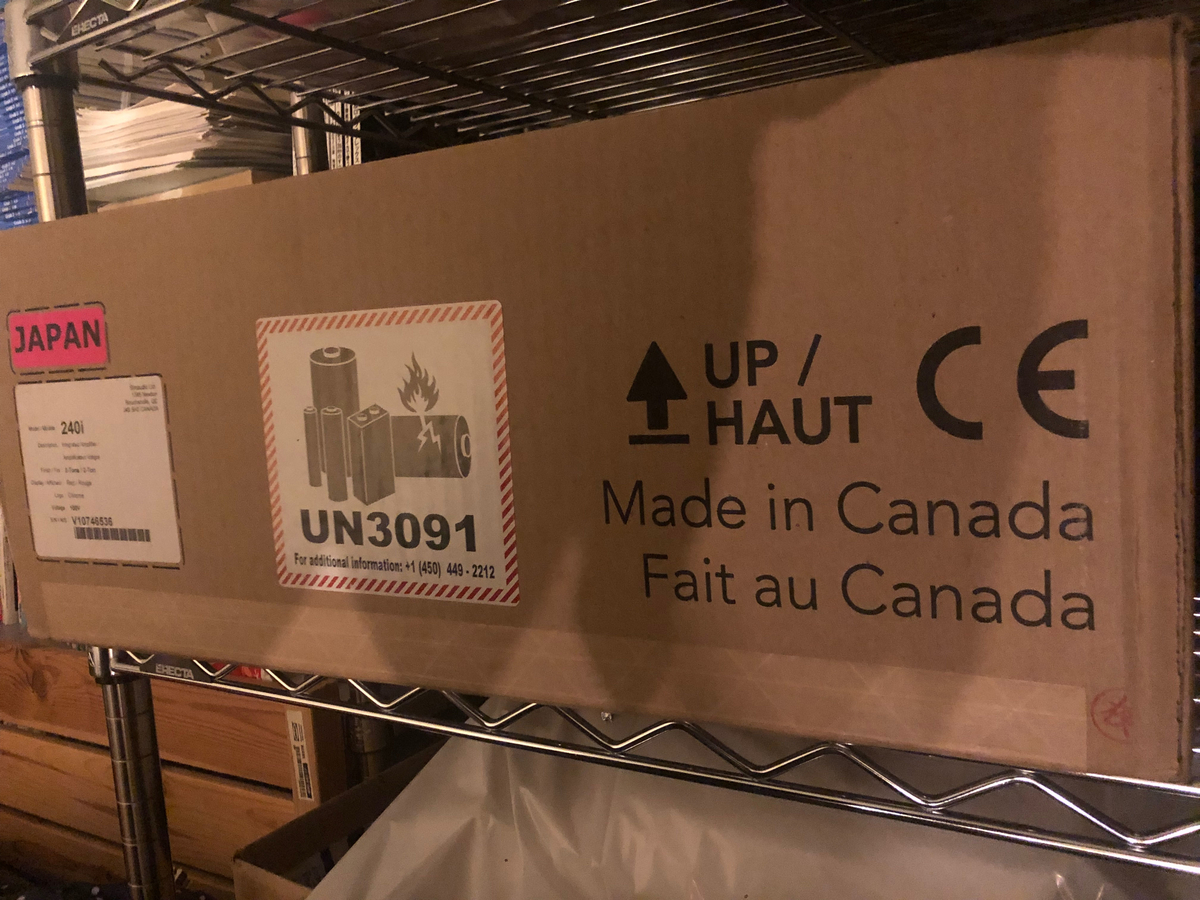 ERECTA
JAPAN
240i
V10746536
UN3091
For additional information: +1 (450) 449 - 2212
UP /
HAUT
CE
Made in Canada
Fait au Canada
ERECTA